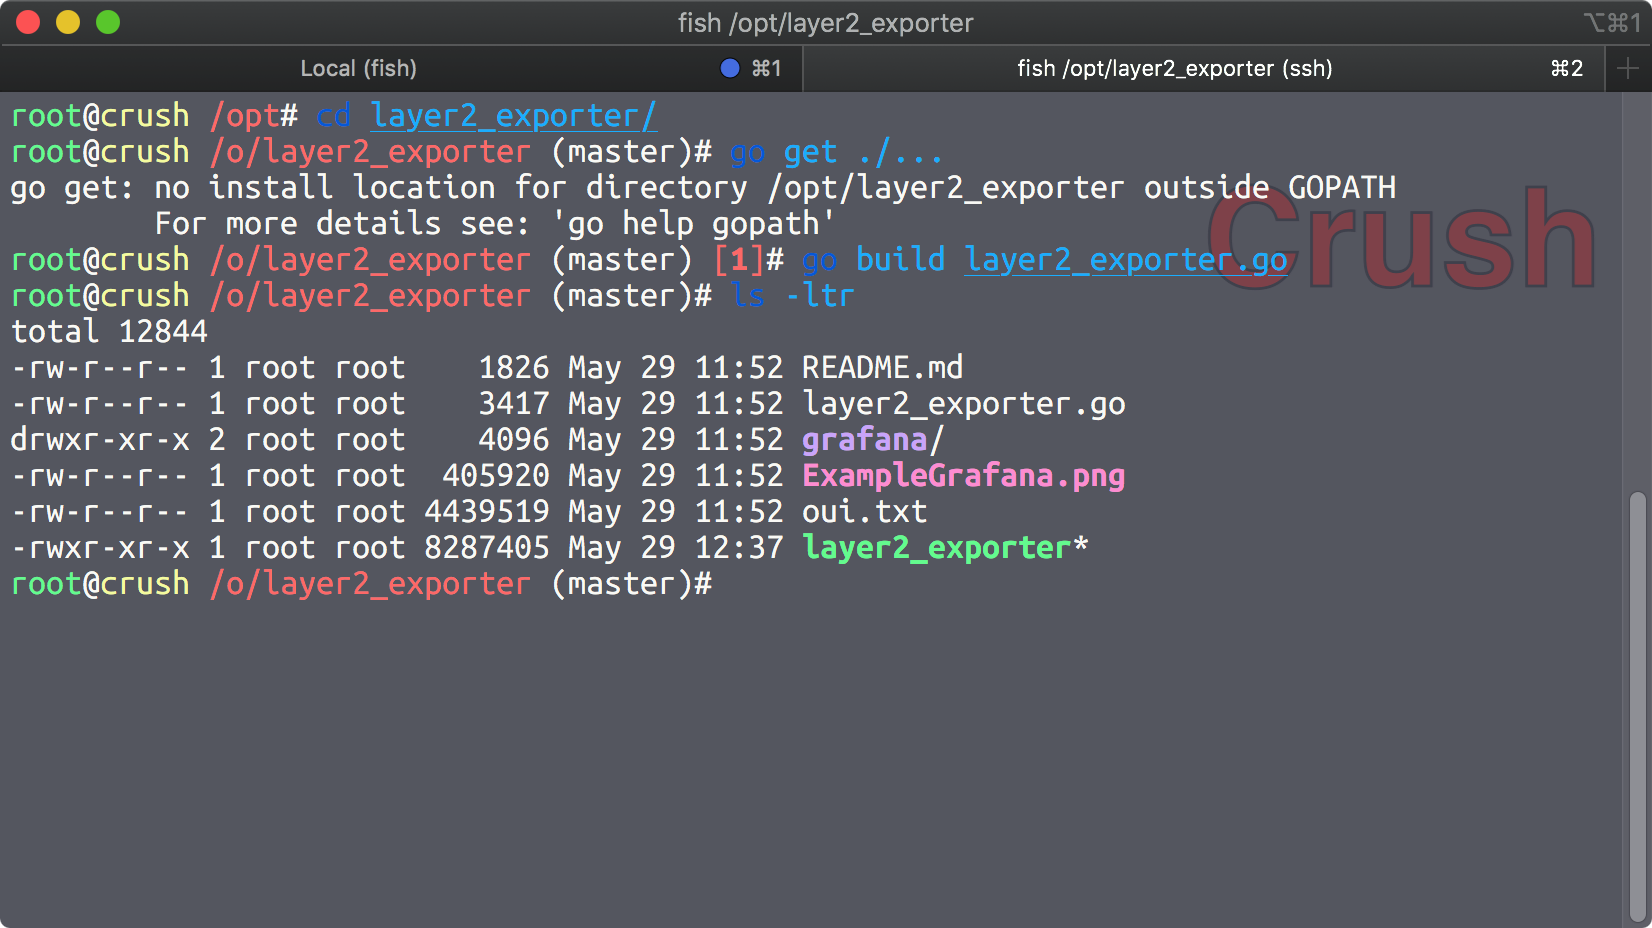 fish /opt/layer2_exporter
⌥⌘1
Local (fish) ⌘1
fish /opt/layer2_exporter (ssh) ⌘2
root@crush /opt# cd layer2_exporter/
root@crush /o/layer2_exporter (master)# go get ./...
go get: no install location for directory /opt/layer2_exporter outside GOPATH
        For more details see: 'go help gopath'
Crush
root@crush /o/layer2_exporter (master) [1]# go build layer2_exporter.go
root@crush /o/layer2_exporter (master)# ls -ltr
total 12844
-rw-r--r-- 1 root root    1826 May 29 11:52 README.md
-rw-r--r-- 1 root root    3417 May 29 11:52 layer2_exporter.go
drwxr-xr-x 2 root root    4096 May 29 11:52 grafana/
-rw-r--r-- 1 root root  405920 May 29 11:52 ExampleGrafana.png
-rw-r--r-- 1 root root 4439519 May 29 11:52 oui.txt
-rwxr-xr-x 1 root root 8287405 May 29 12:37 layer2_exporter*
root@crush /o/layer2_exporter (master)#